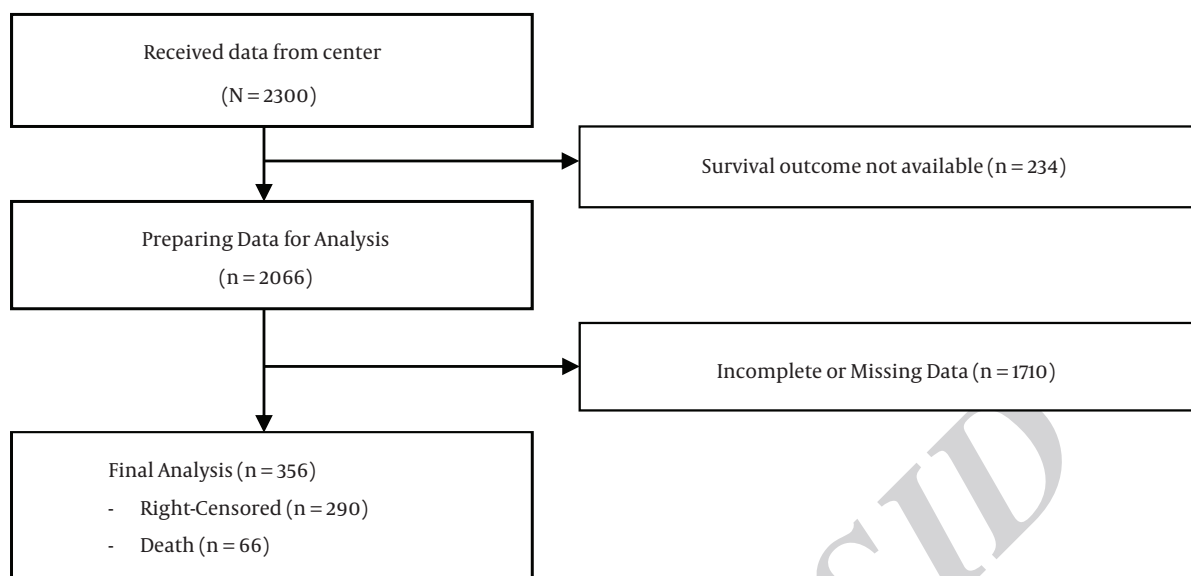 Received data from center
(N = 2300)
Survival outcome not available (n = 234)
Preparing Data for Analysis
(n = 2066)
Incomplete or Missing Data (n = 1710)
Final Analysis (n = 356)
- Right-Censored (n = 290)
- Death (n = 66)
SID